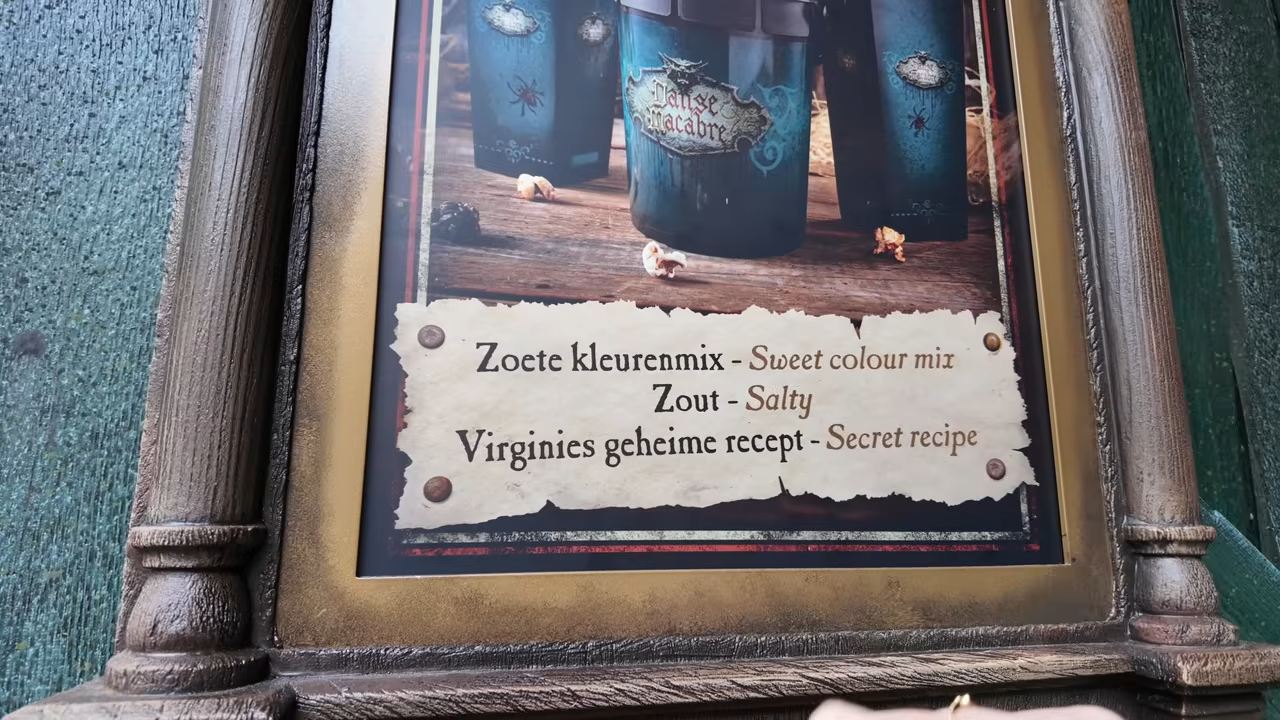 Danse
Macabre
Zoete kleurenmix - Sweet colour mix
Zout - Salty
Virginies geheime recept - Secret recipe